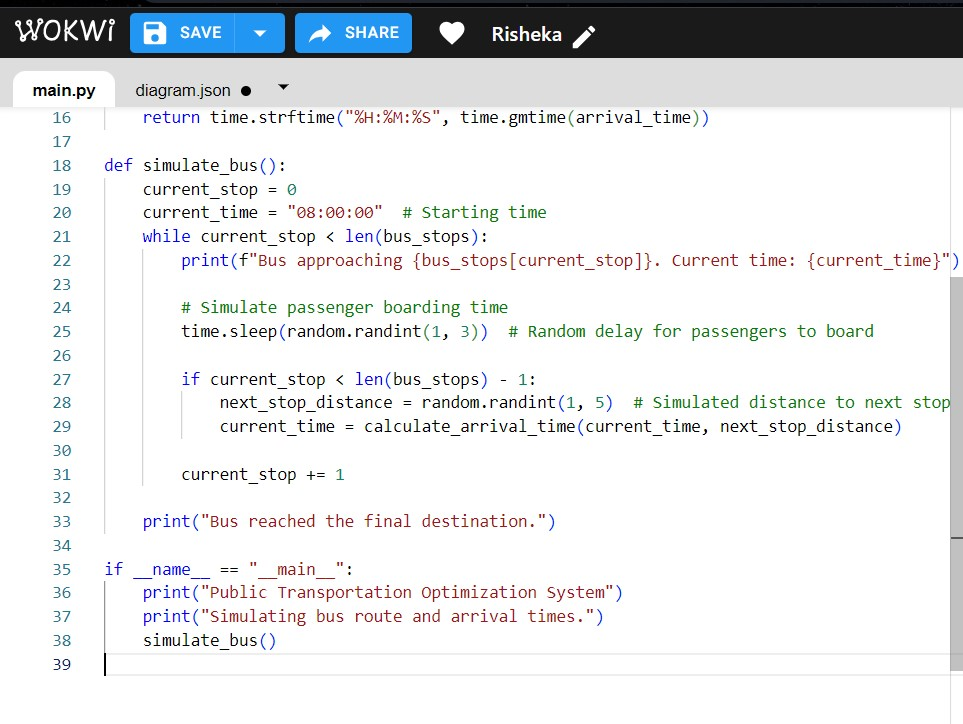 WOKWI SAVE SHARE Risheka
main.py diagram.json
16 return time.strftime("%H:%M:%S", time.gmtime(arrival_time))
17
18 def simulate_bus():
19 current_stop = 0
20 current_time = "08:00:00"  # Starting time
21 while current_stop < len(bus_stops):
22 print(f"Bus approaching {bus_stops[current_stop]}. Current time: {current_time}")
23
24 # Simulate passenger boarding time
25 time.sleep(random.randint(1, 3))  # Random delay for passengers to board
26
27 if current_stop < len(bus_stops) - 1:
28 next_stop_distance = random.randint(1, 5)  # Simulated distance to next stop
29 current_time = calculate_arrival_time(current_time, next_stop_distance)
30
31 current_stop += 1
32
33 print("Bus reached the final destination.")
34
35 if __name__ == "__main__":
36 print("Public Transportation Optimization System")
37 print("Simulating bus route and arrival times.")
38 simulate_bus()
39